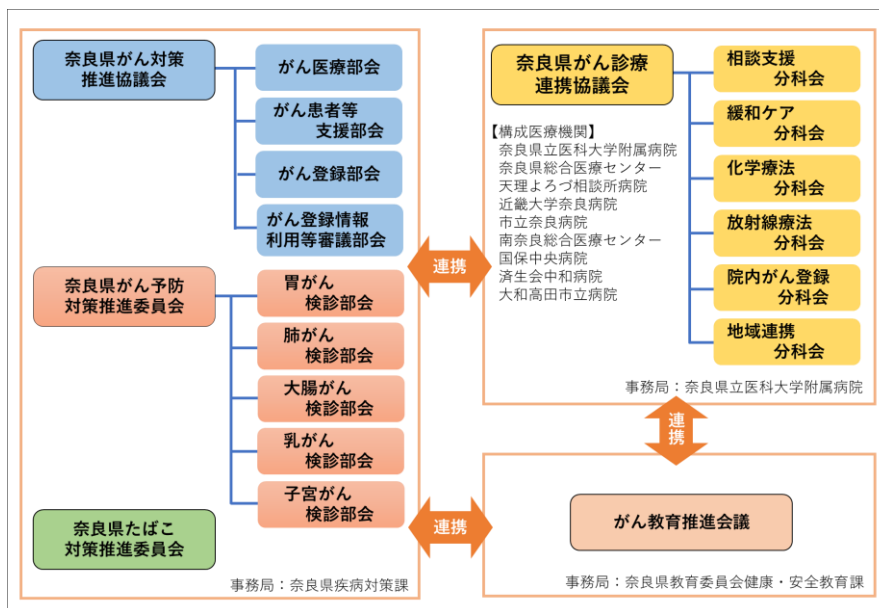 奈良県がん対策
推進協議会
がん医療部会
がん患者等
支援部会
がん登録部会
がん登録情報
利用等審議部会
奈良県がん予防
対策推進委員会
胃がん
検診部会
肺がん
検診部会
大腸がん
検診部会
乳がん
検診部会
子宮がん
検診部会
奈良県たばこ
対策推進委員会
事務局：奈良県疾病対策課
連携
連携
奈良県がん診療
連携協議会
【構成医療機関】
奈良県立医科大学附属病院
奈良県総合医療センター
天理よろづ相談所病院
近畿大学奈良病院
市立奈良病院
南奈良総合医療センター
国保中央病院
済生会中和病院
大和高田市立病院
相談支援
分科会
緩和ケア
分科会
化学療法
分科会
放射線療法
分科会
院内がん登録
分科会
地域連携
分科会
事務局：奈良県立医科大学附属病院
連携
がん教育推進会議
事務局：奈良県教育委員会健康・安全教育課